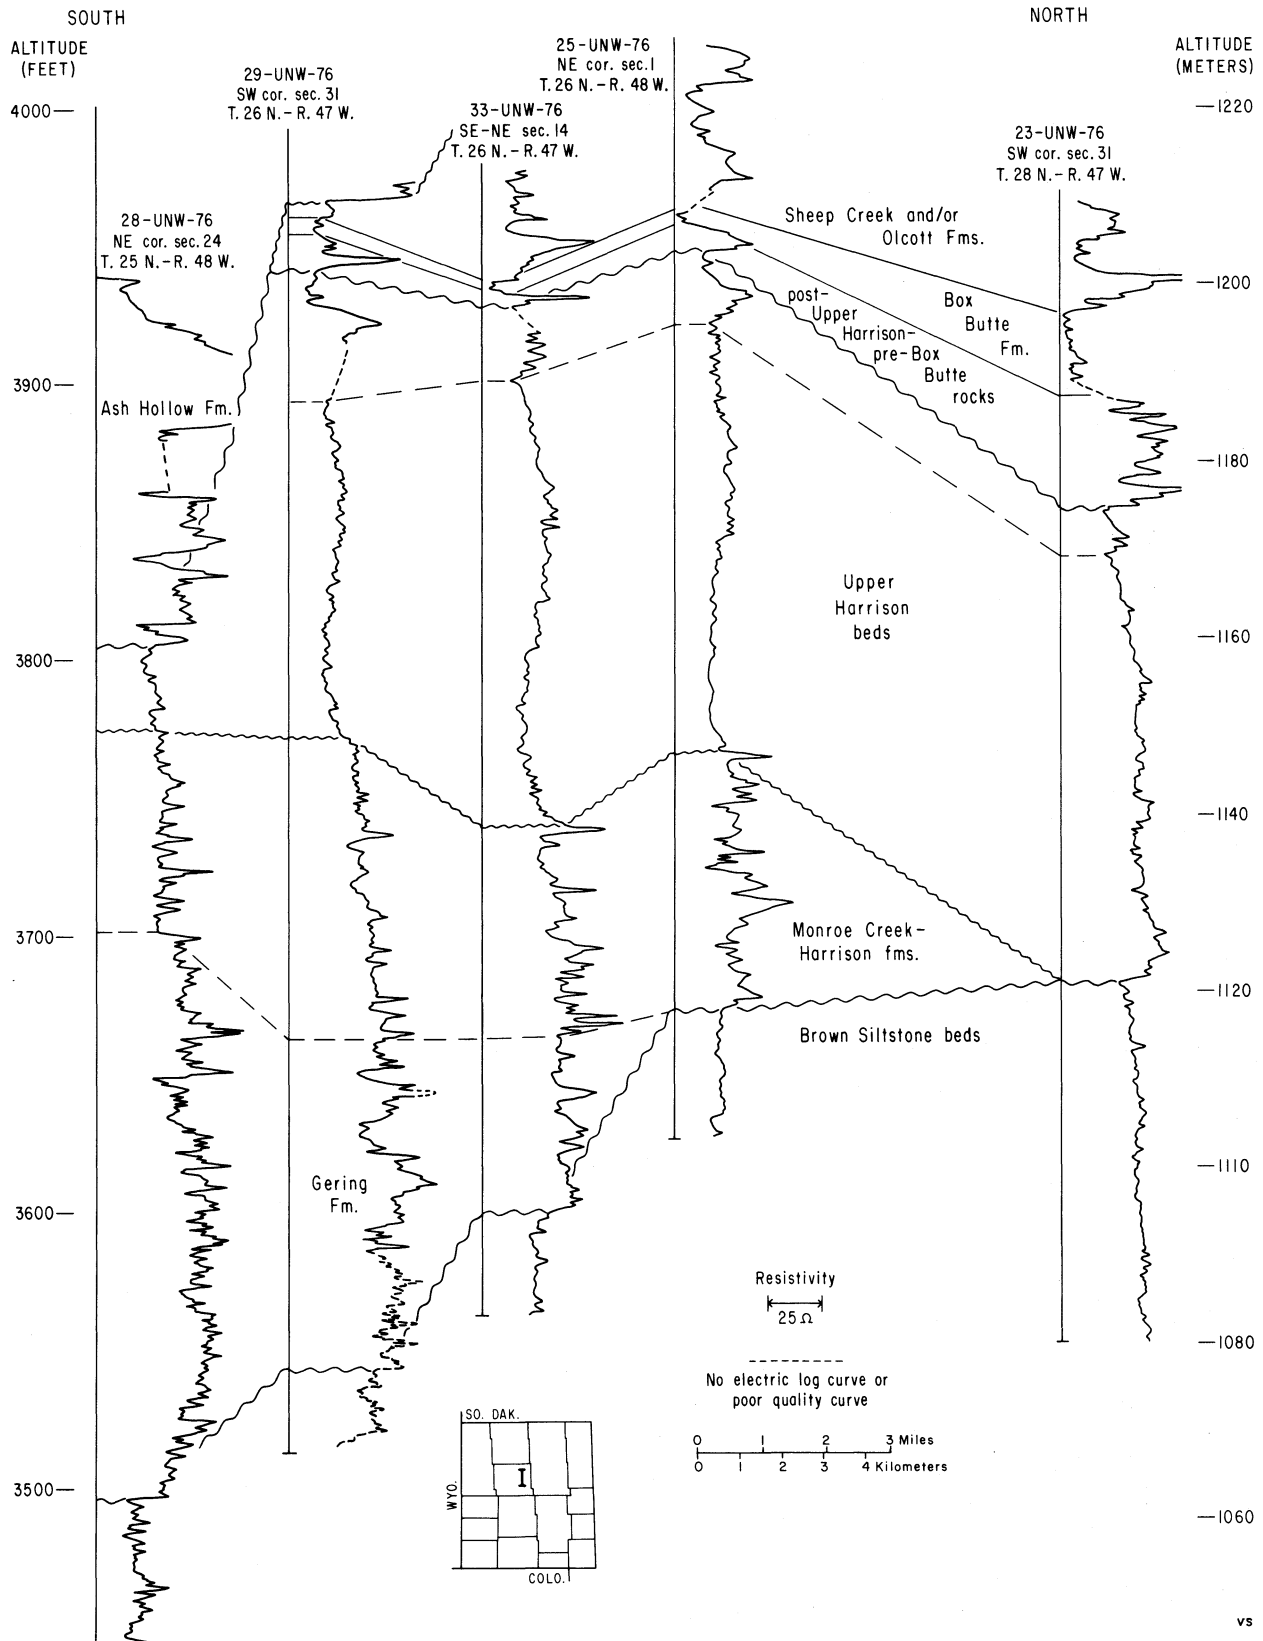 SOUTH
NORTH
ALTITUDE
(FEET)
ALTITUDE
(METERS)
25-UNW-76
NE cor. sec. 1
T. 26 N.-R. 48 W.
29-UNW-76
SW cor. sec. 31
T. 26 N.-R. 47 W.
33-UNW-76
SE-NE sec. 14
T. 26 N.-R. 47 W.
23-UNW-76
SW cor. sec. 31
T. 28 N.-R. 47 W.
28-UNW-76
NE cor. sec. 24
T. 25 N.-R. 48 W.
4000
3900
3800
3700
3600
3500
1220
1200
1180
1160
1140
1120
1110
1080
1060
Sheep Creek and/or
Olcott Fms.
Box
Butte
Fm.
post-
Upper
Harrison-
pre-Box
Butte
rocks
Ash Hollow Fm.
Upper
Harrison
beds
Monroe Creek-
Harrison fms.
Brown Siltstone beds
Gering
Fm.
Resistivity
25 Ω
No electric log curve or
poor quality curve
0 1 2 3 Miles
0 1 2 3 4 Kilometers
SO. DAK.
WYO.
COLO.
VS